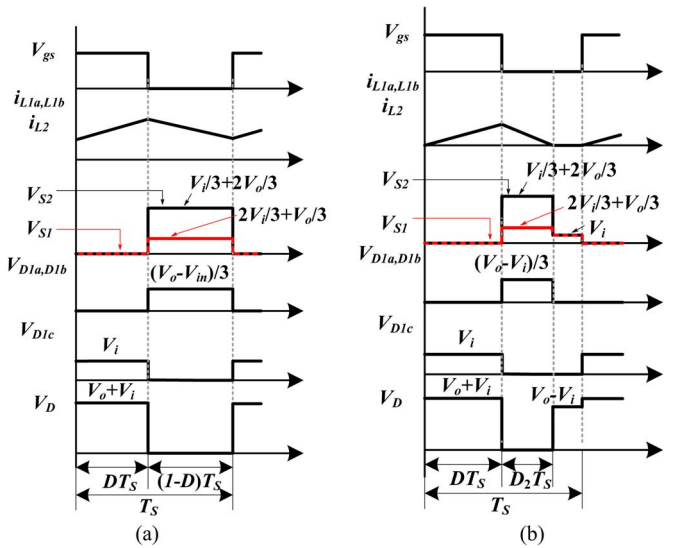 V_gs
i_L1a,L1b
i_L2
V_S2
V_i/3+2V_o/3
V_S1
2V_i/3+V_o/3
V_D1a,D1b
(V_o-V_in)/3
V_D1c
V_i
V_o+V_i
V_D
DT_S
(1-D)T_S
T_S
(a)
V_gs
i_L1a,L1b
i_L2
V_S2
V_i/3+2V_o/3
V_S1
2V_i/3+V_o/3
V_i
V_D1a,D1b
(V_o-V_i)/3
V_D1c
V_i
V_o+V_i
V_o-V_i
V_D
DT_S
D_2T_S
T_S
(b)